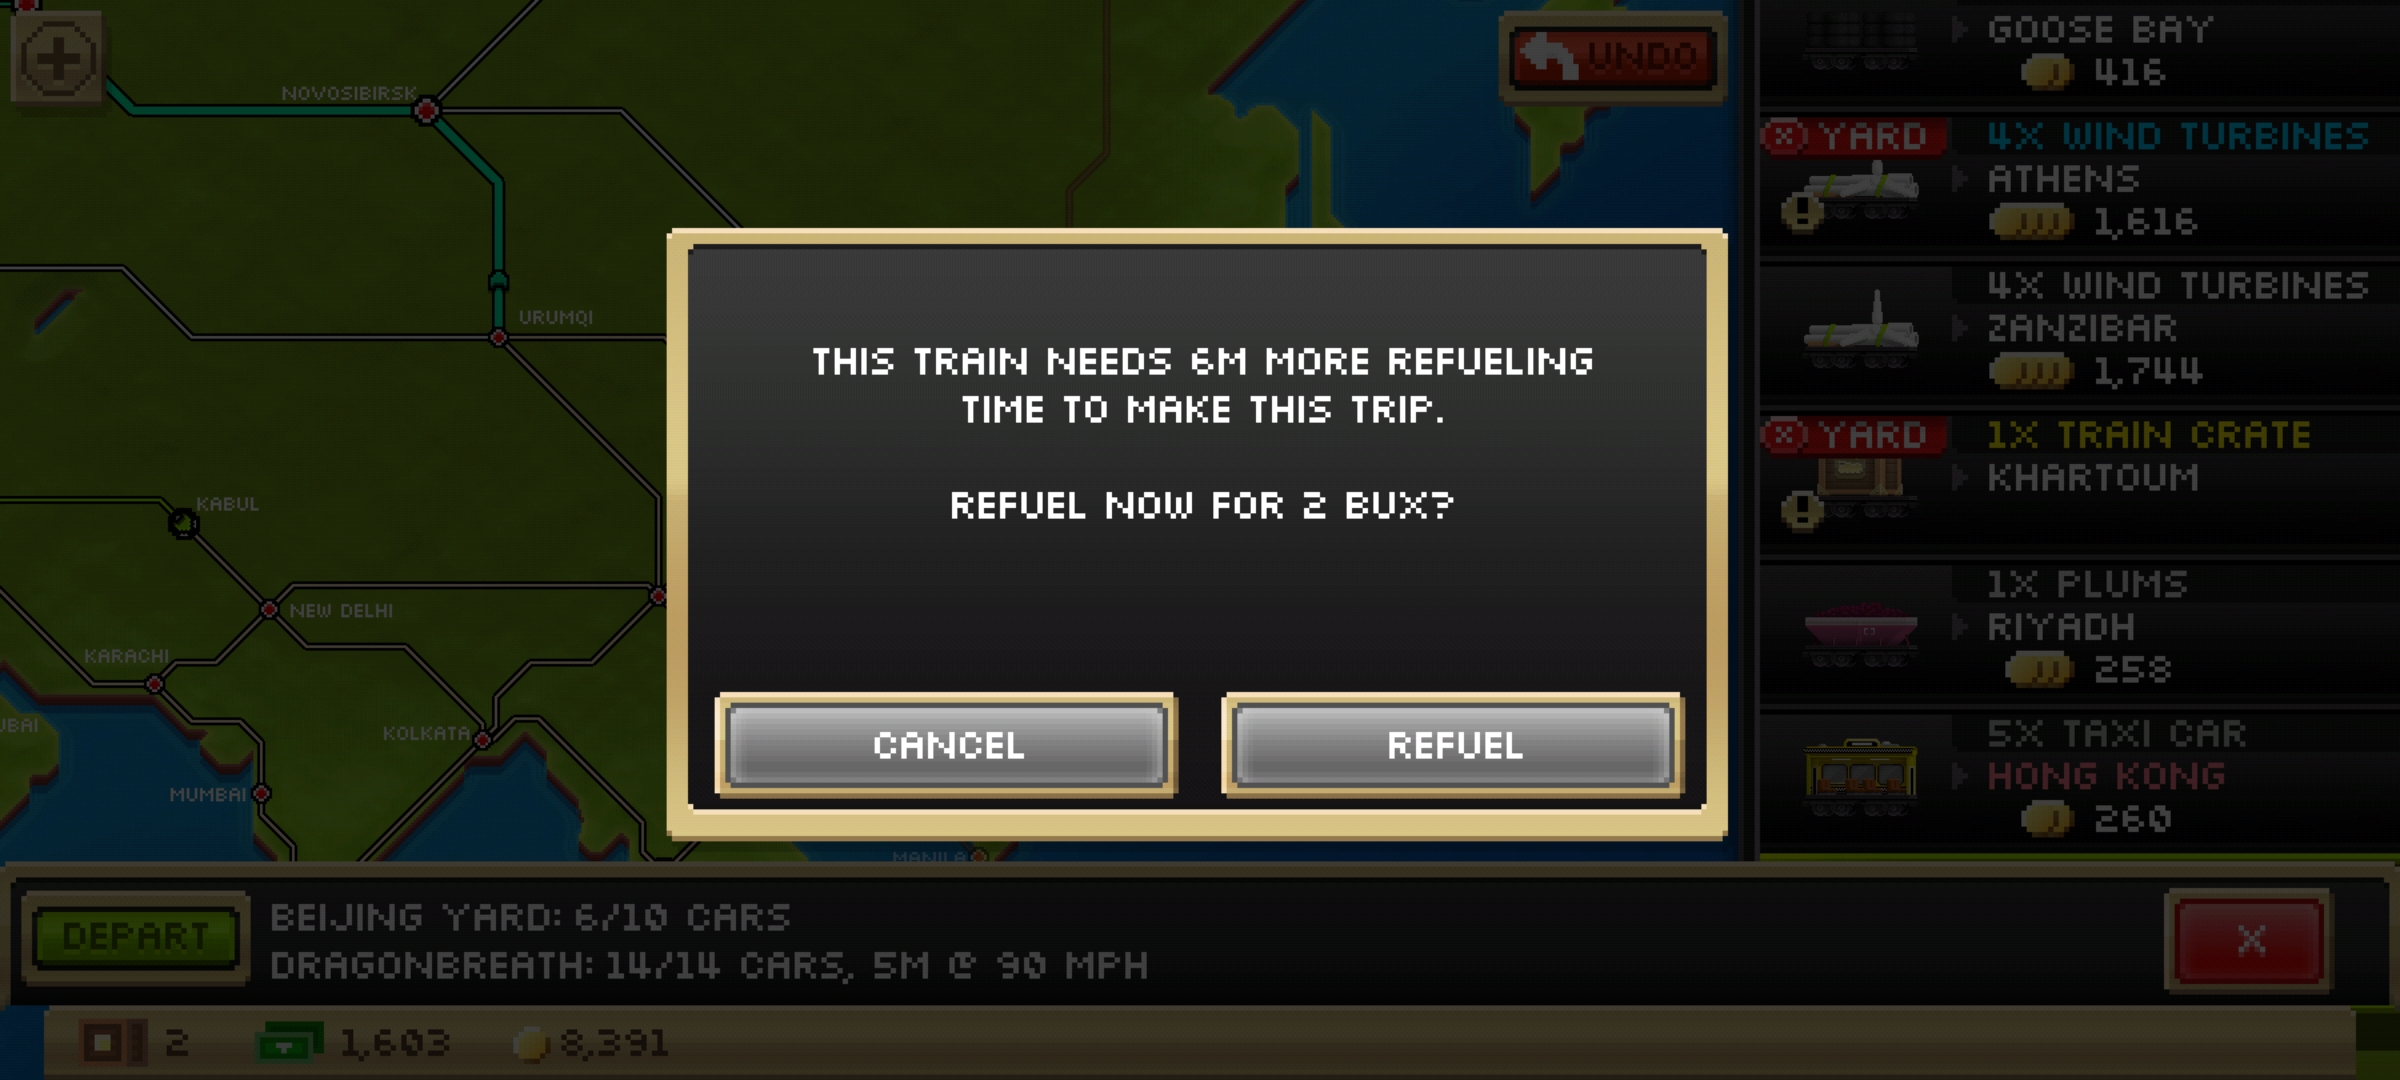 GOOSE BAY
416
UNDO
NOVOSIBIRSK
YARD
4X WIND TURBINES
ATHENS
1,616
4X WIND TURBINES
ZANZIBAR
1,744
URUMQI
THIS TRAIN NEEDS 6M MORE REFUELING
TIME TO MAKE THIS TRIP.
REFUEL NOW FOR 2 BUX?
CANCEL
REFUEL
YARD
1X TRAIN CRATE
KHARTOUM
KABUL
NEW DELHI
KARACHI
1X PLUMS
RIYADH
258
UBAI
KOLKATA
MUMBAI
5X TAXI CAR
HONG KONG
260
MANILA
DEPART
BEIJING YARD: 6/10 CARS
DRAGONBREATH: 14/14 CARS, 5M @ 90 MPH
X
2
1,603
8,391